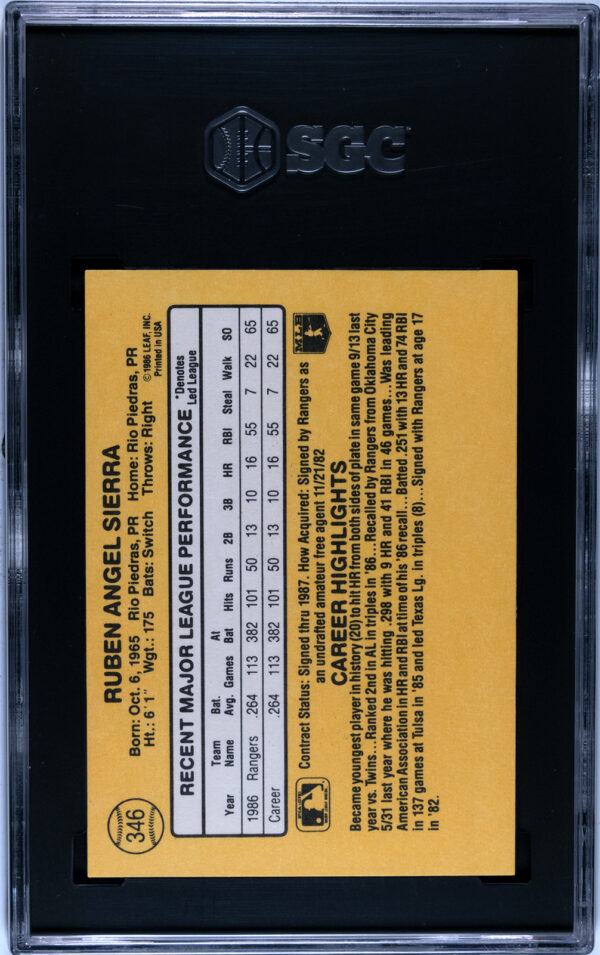 SGC
346
RUBEN ANGEL SIERRA
Born: Oct. 6, 1965 Rio Piedras, PR Home: Rio Piedras, PR
Ht.: 6'1" Wgt.: 175 Bats: Switch Throws: Right
© 1986 LEAF, INC.
Printed in USA
RECENT MAJOR LEAGUE PERFORMANCE
*Denotes
Led League
Year Team Name Bat. Avg. Games At Bat Hits Runs 2B 3B HR RBI Steal Walk SO
1986 Rangers .264 113 382 101 50 13 10 16 55 7 22 65
Career .264 113 382 101 50 13 10 16 55 7 22 65
Contract Status: Signed thru 1987. How Acquired: Signed by Rangers as
an undrafted amateur free agent 11/21/82
MLB
CAREER HIGHLIGHTS
Became youngest player in history (20) to hit HR from both sides of plate in same game 9/13 last
year vs. Twins...Ranked 2nd in AL in triples in '86...Recalled by Rangers from Oklahoma City
5/31 last year where he was hitting .298 with 9 HR and 41 RBI in 46 games...Was leading
American Association in HR and RBI at time of his '86 recall...Batted .251 with 13 HR and 74 RBI
in 137 games at Tulsa in '85 and led Texas Lg. in triples (8)...Signed with Rangers at age 17
in '82.